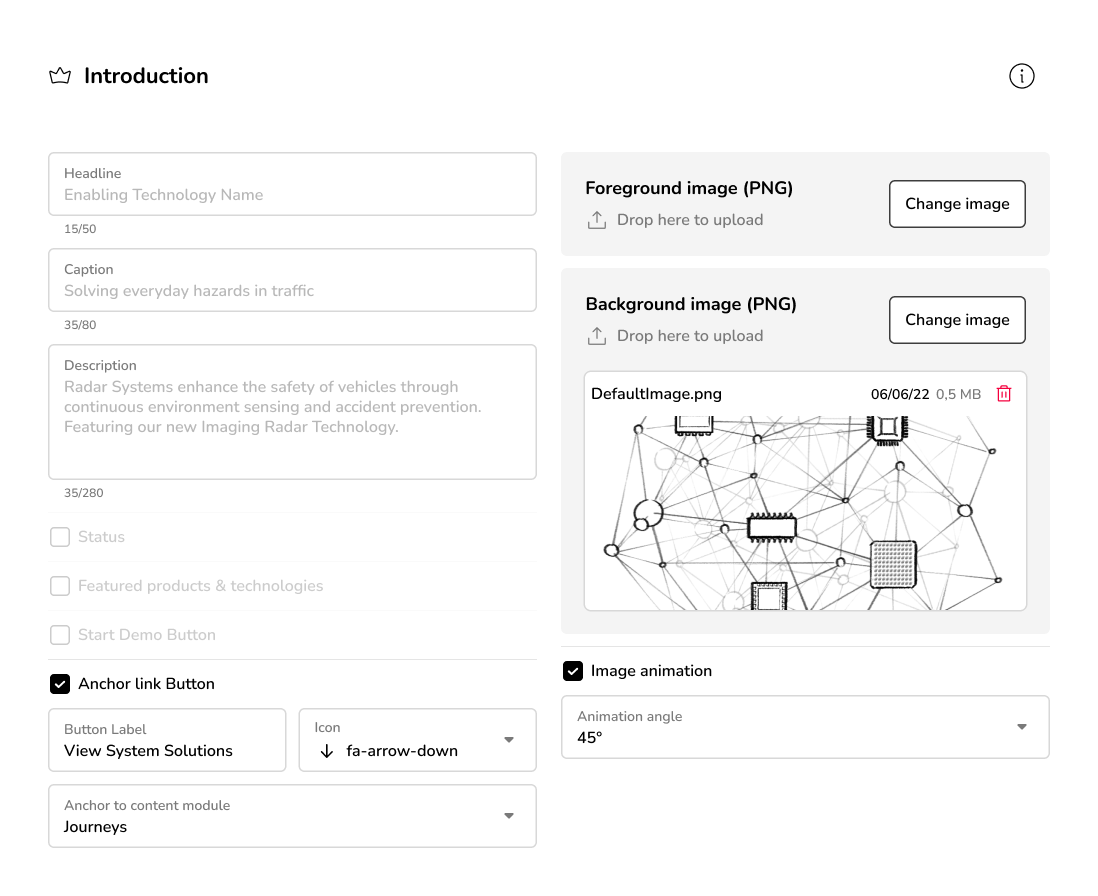 Introduction
Headline
Enabling Technology Name
15/50
Caption
Solving everyday hazards in traffic
35/80
Description
Radar Systems enhance the safety of vehicles through
continuous environment sensing and accident prevention.
Featuring our new Imaging Radar Technology.
35/280
Status
Featured products & technologies
Start Demo Button
Anchor link Button
Button Label
View System Solutions
Icon
fa-arrow-down
Anchor to content module
Journeys
Foreground image (PNG)
Drop here to upload
Change image
Background image (PNG)
Drop here to upload
Change image
DefaultImage.png 06/06/22 0,5 MB
Image animation
Animation angle
45°